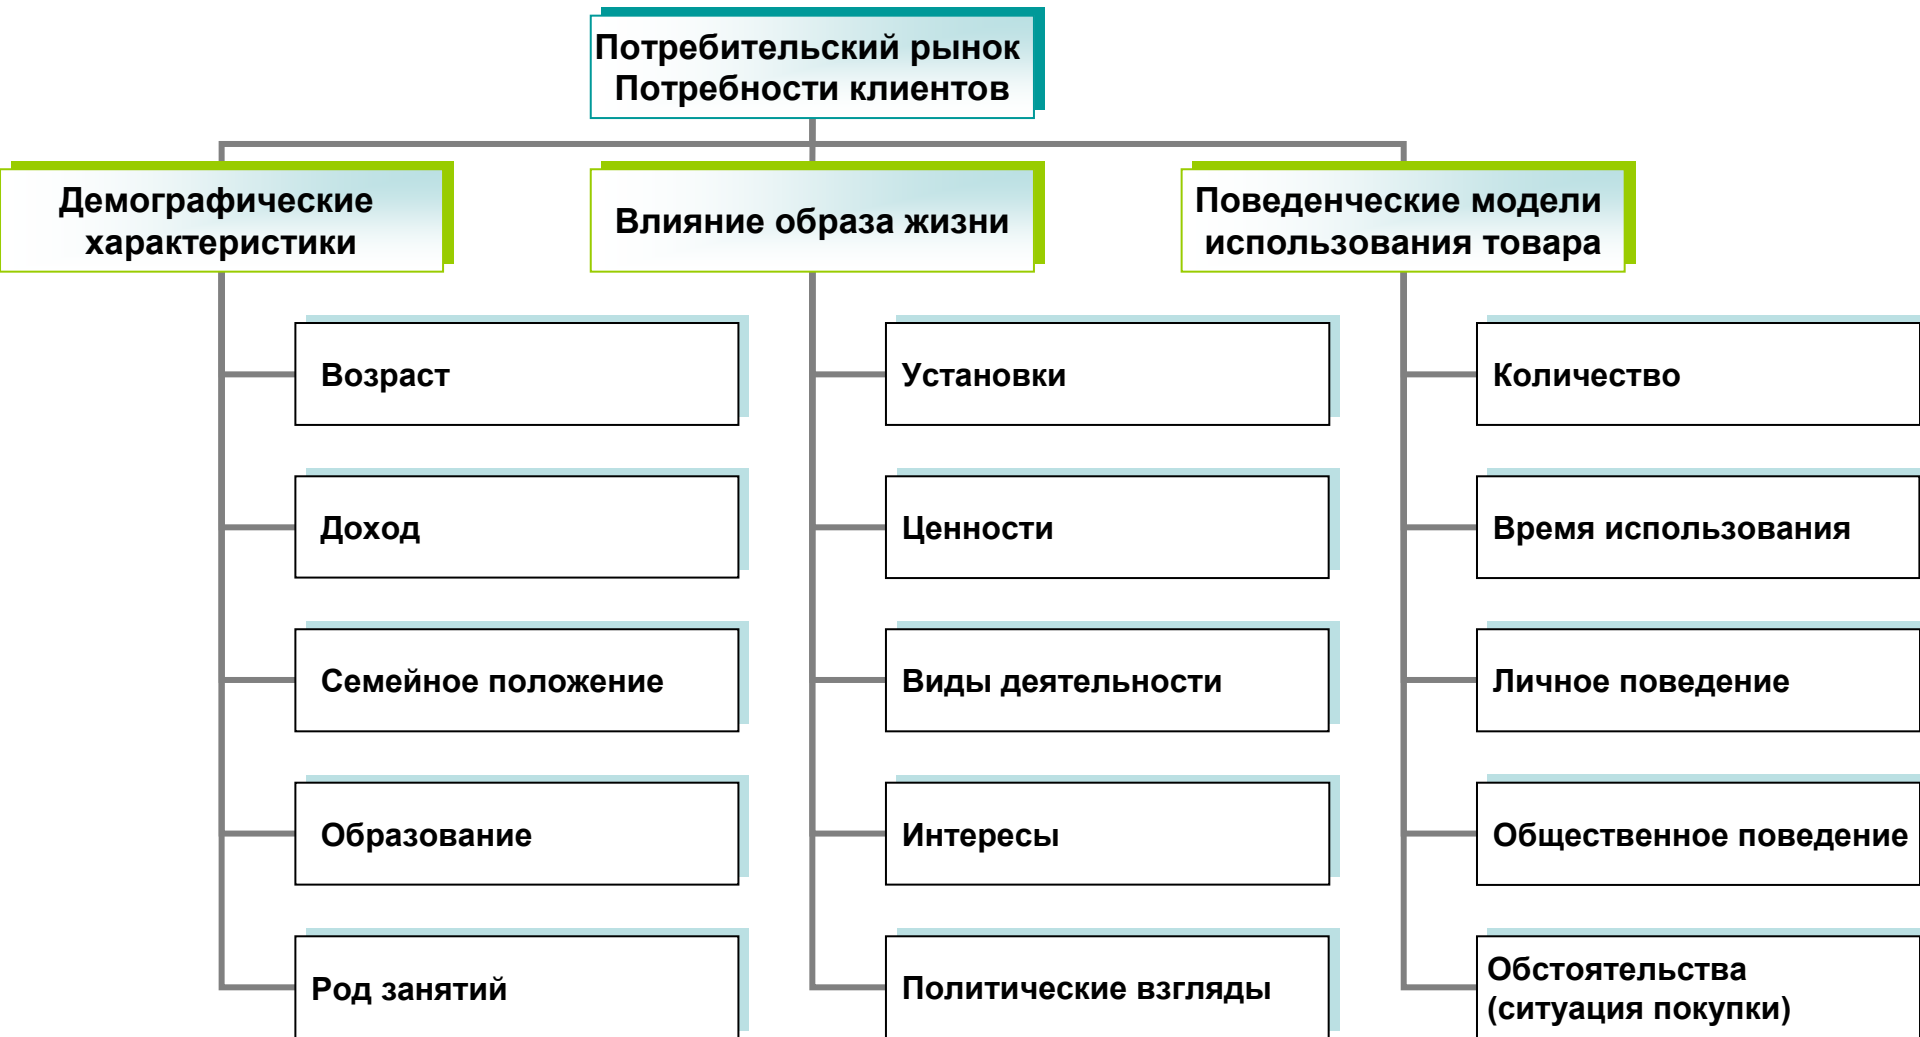 Потребительский рынок
Потребности клиентов
Демографические
характеристики
Влияние образа жизни
Поведенческие модели
использования товара
Возраст
Доход
Семейное положение
Образование
Род занятий
Установки
Ценности
Виды деятельности
Интересы
Политические взгляды
Количество
Время использования
Личное поведение
Общественное поведение
Обстоятельства
(ситуация покупки)